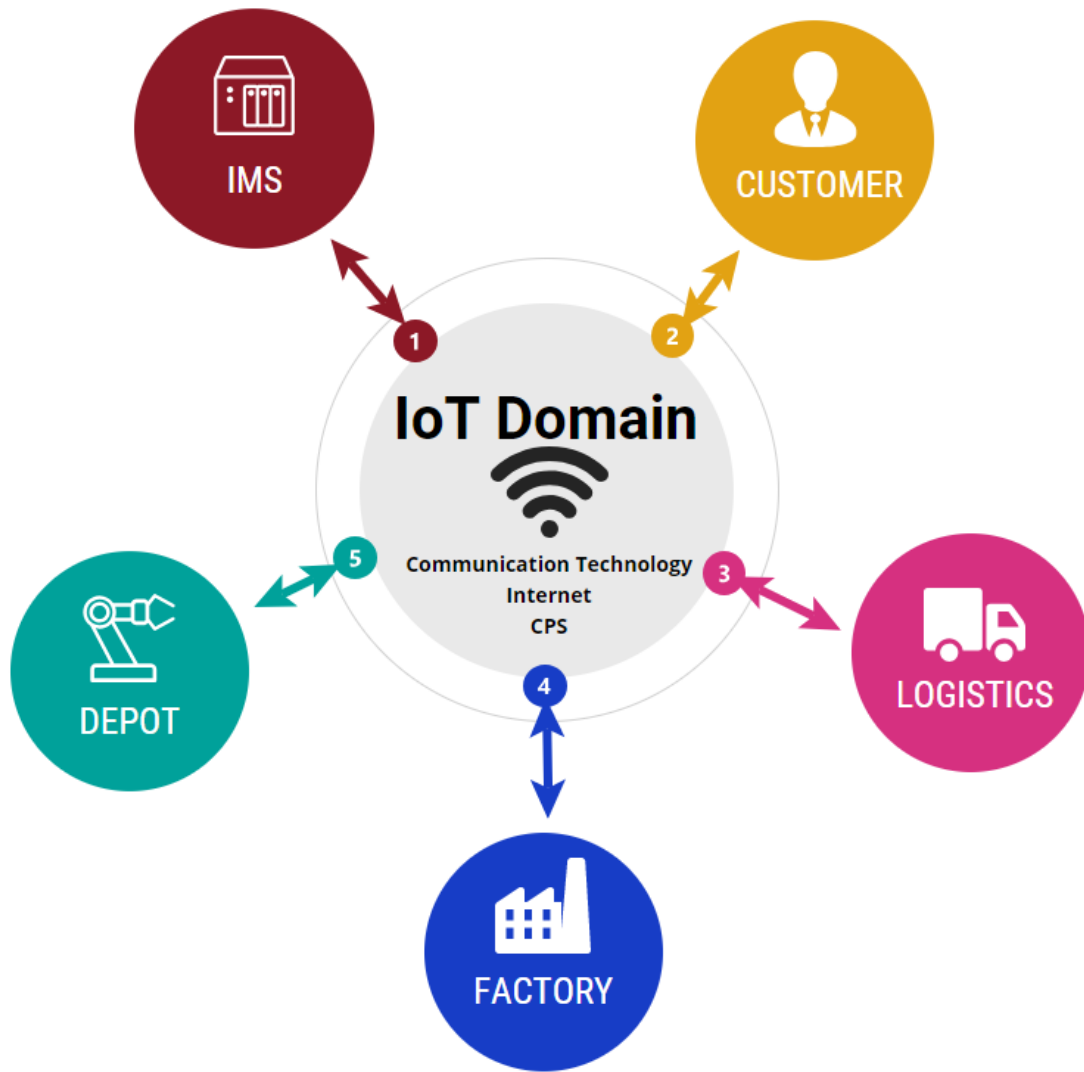 IMS
CUSTOMER
1
2
IoT Domain
Communication Technology
Internet
CPS
5
3
DEPOT
LOGISTICS
4
FACTORY